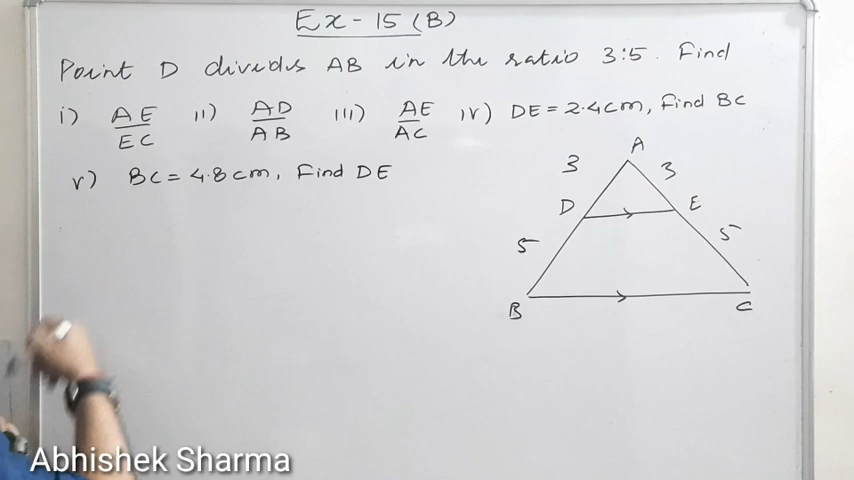 Ex - 15 (B)
Point D divides AB in the ratio 3:5. Find
i) AE/EC ii) AD/AB iii) AE/AC iv) DE = 2.4cm, Find BC
v) BC = 4.8cm, Find DE
A
3 3
D E
5 5
B C
Abhishek Sharma